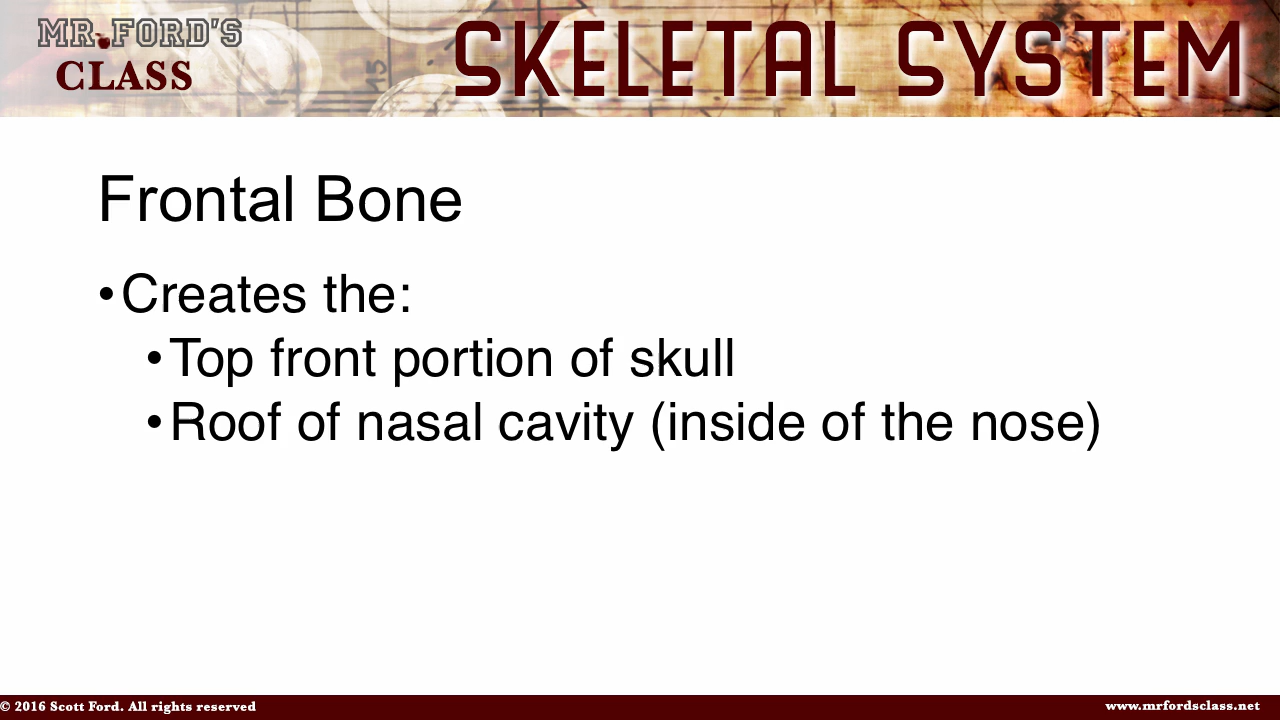 MR. FORD'S
CLASS
SKELETAL SYSTEM
Frontal Bone
•Creates the:
•Top front portion of skull
•Roof of nasal cavity (inside of the nose)
© 2016 Scott Ford. All rights reserved
www.mrfordsclass.net